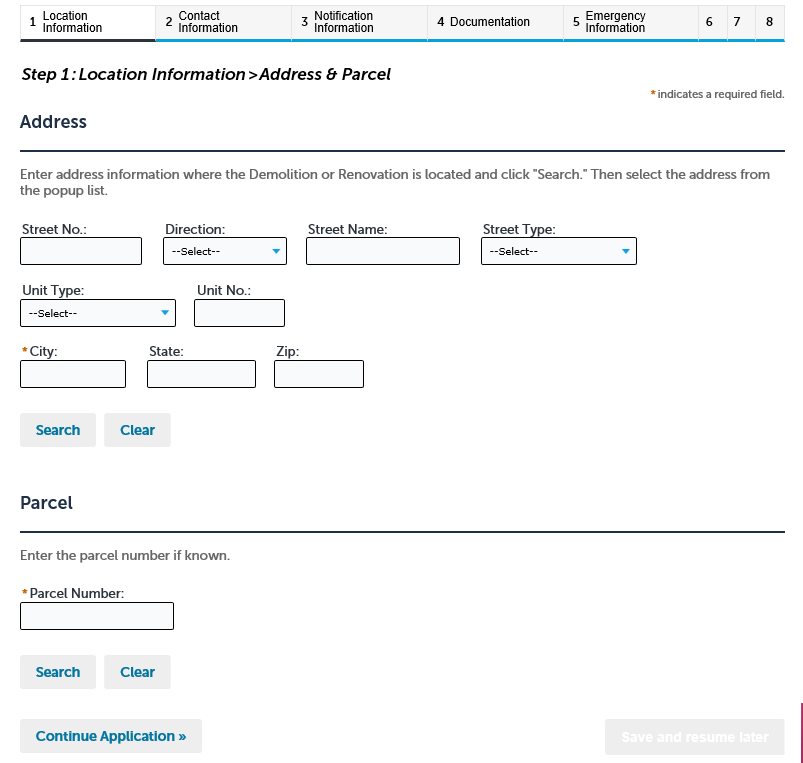 1 Location Information
2 Contact Information
3 Notification Information
4 Documentation
5 Emergency Information
6
7
8
Step 1: Location Information > Address & Parcel
* indicates a required field.
Address
Enter address information where the Demolition or Renovation is located and click "Search." Then select the address from
the popup list.
Street No.: Direction: Street Name: Street Type:
--Select-- --Select--
Unit Type: Unit No.:
--Select--
* City: State: Zip:
Search Clear
Parcel
Enter the parcel number if known.
* Parcel Number:
Search Clear
Continue Application » Save and resume later